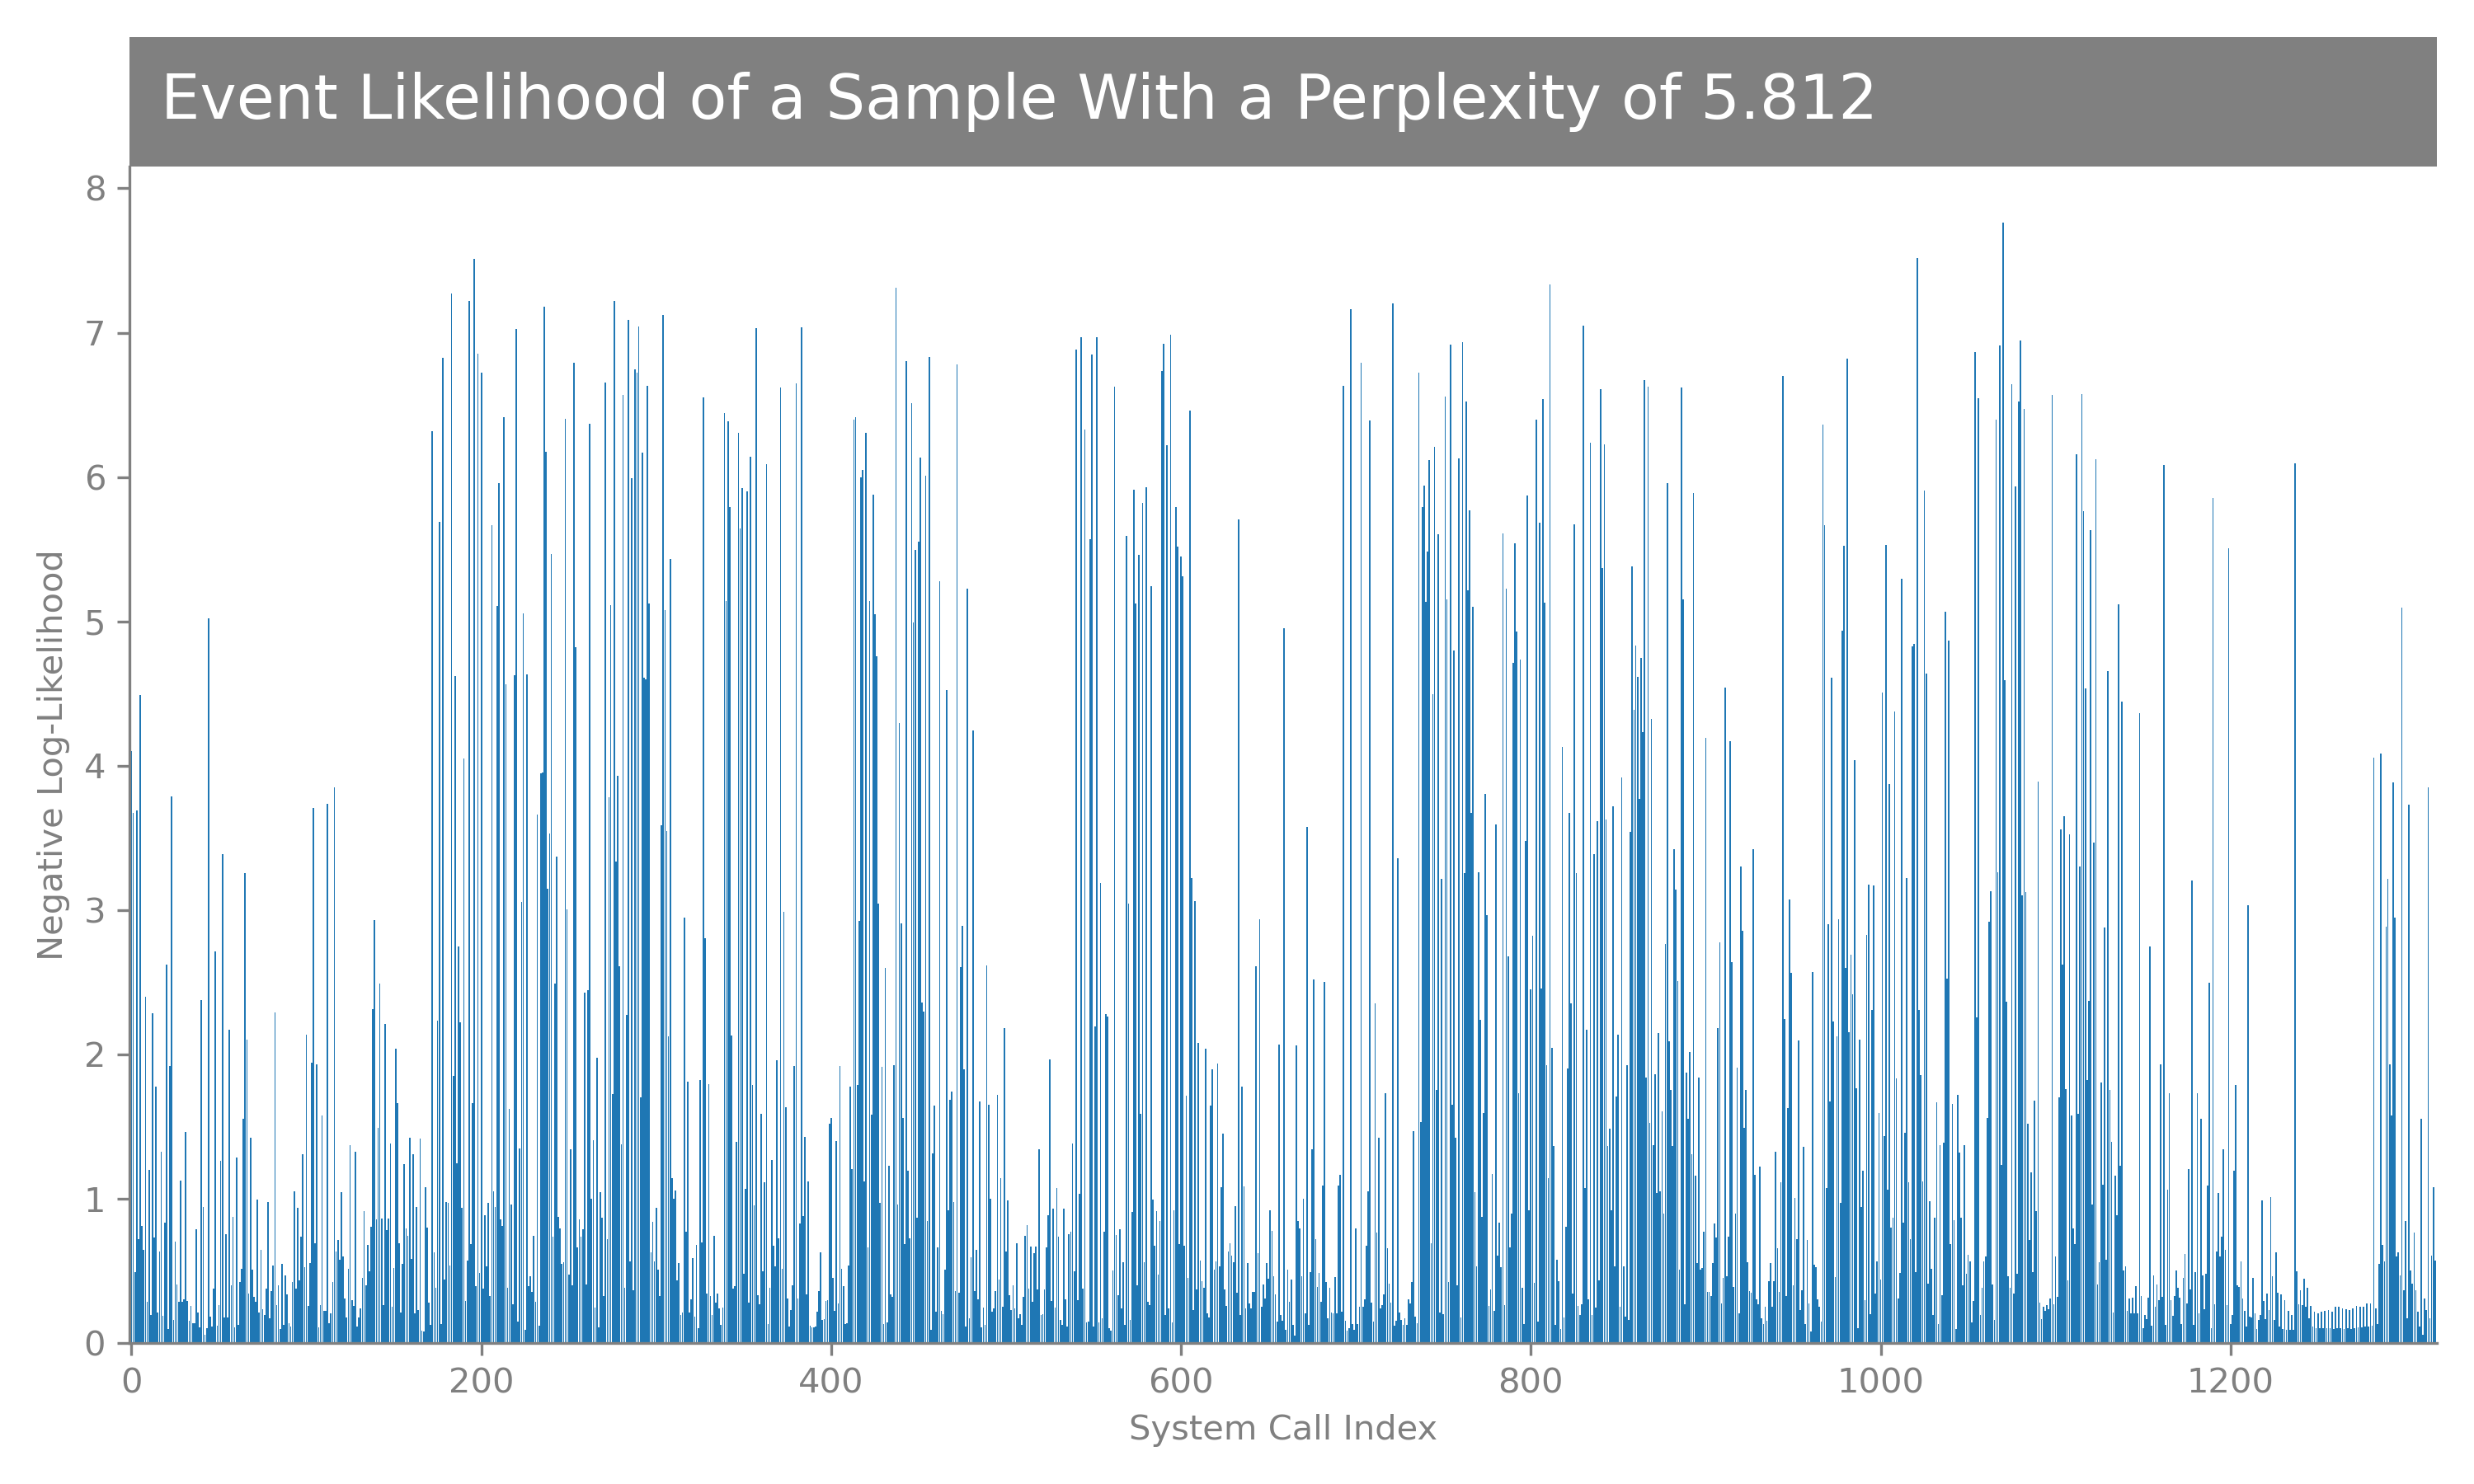 Event Likelihood of a Sample With a Perplexity of 5.812
8
7
6
5
4
3
2
1
0
Negative Log-Likelihood
0 200 400 600 800 1000 1200
System Call Index